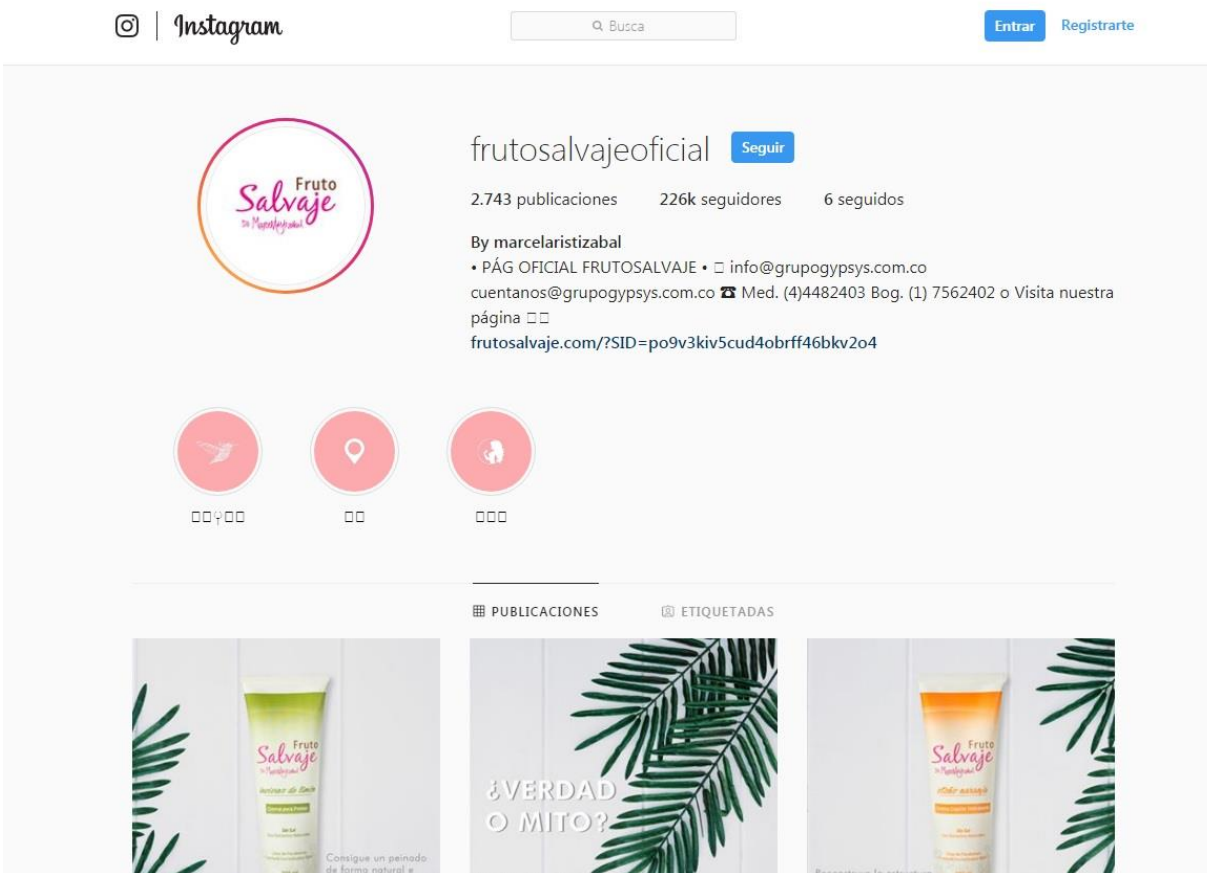 Instagram
Busca
Entrar
Registrarte
Fruto
Salvaje
frutosalvajeoficial
Seguir
2.743 publicaciones 226k seguidores 6 seguidos
By marcelaristizabal
• PÁG OFICIAL FRUTOSALVAJE • □ info@grupogypsys.com.co
cuentanos@grupogypsys.com.co ☎ Med. (4)4482403 Bog. (1) 7562402 o Visita nuestra
página □□
frutosalvaje.com/?SID=po9v3kiv5cud4obrff46bkv2o4
PUBLICACIONES
ETIQUETADAS
Fruto
Salvaje
Consigue un peinado
de forma natural e
¿VERDAD
O MITO?
Fruto
Salvaje